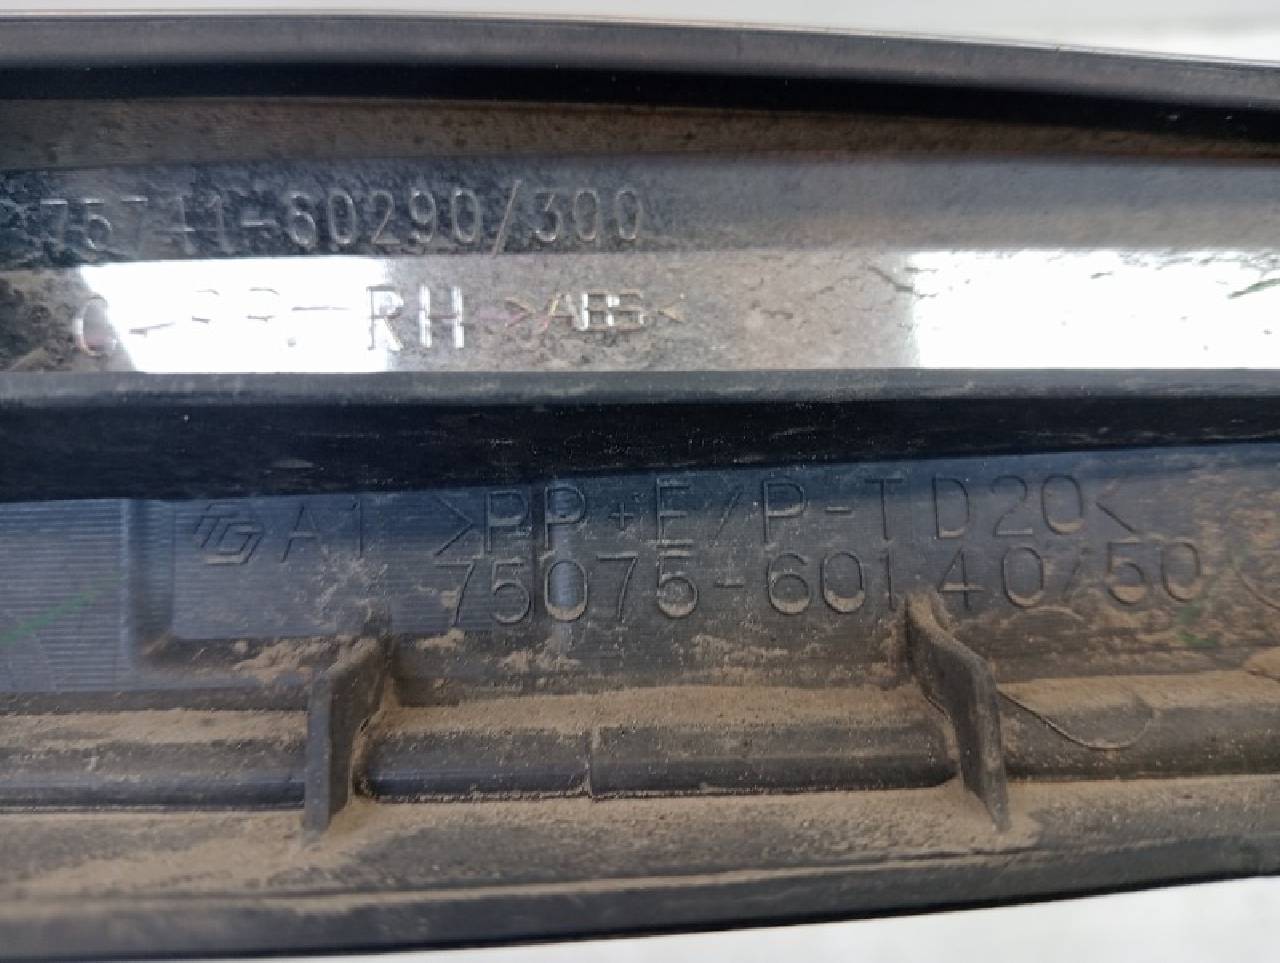 75741-60290/300
RH >ABS<
A1 >PP+E/P-TD20<
75075-60140/50